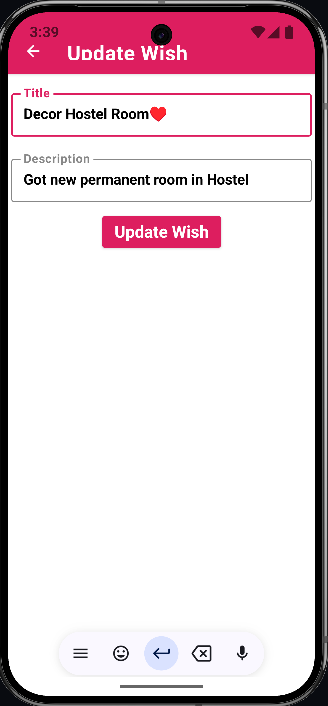 3:39
Update Wish
Title
Decor Hostel Room❤️
Description
Got new permanent room in Hostel
Update Wish